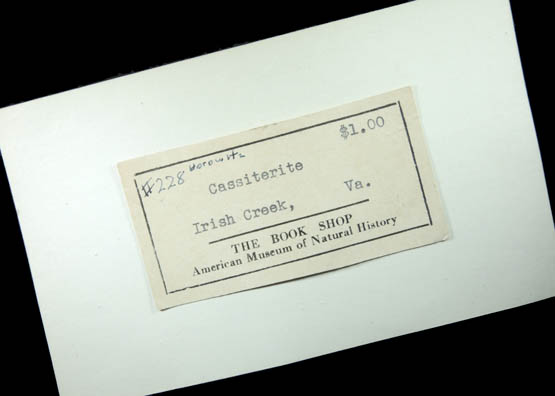 #228 Horowitz
$1.00
Cassiterite
Irish Creek, Va.
THE BOOK SHOP
American Museum of Natural History